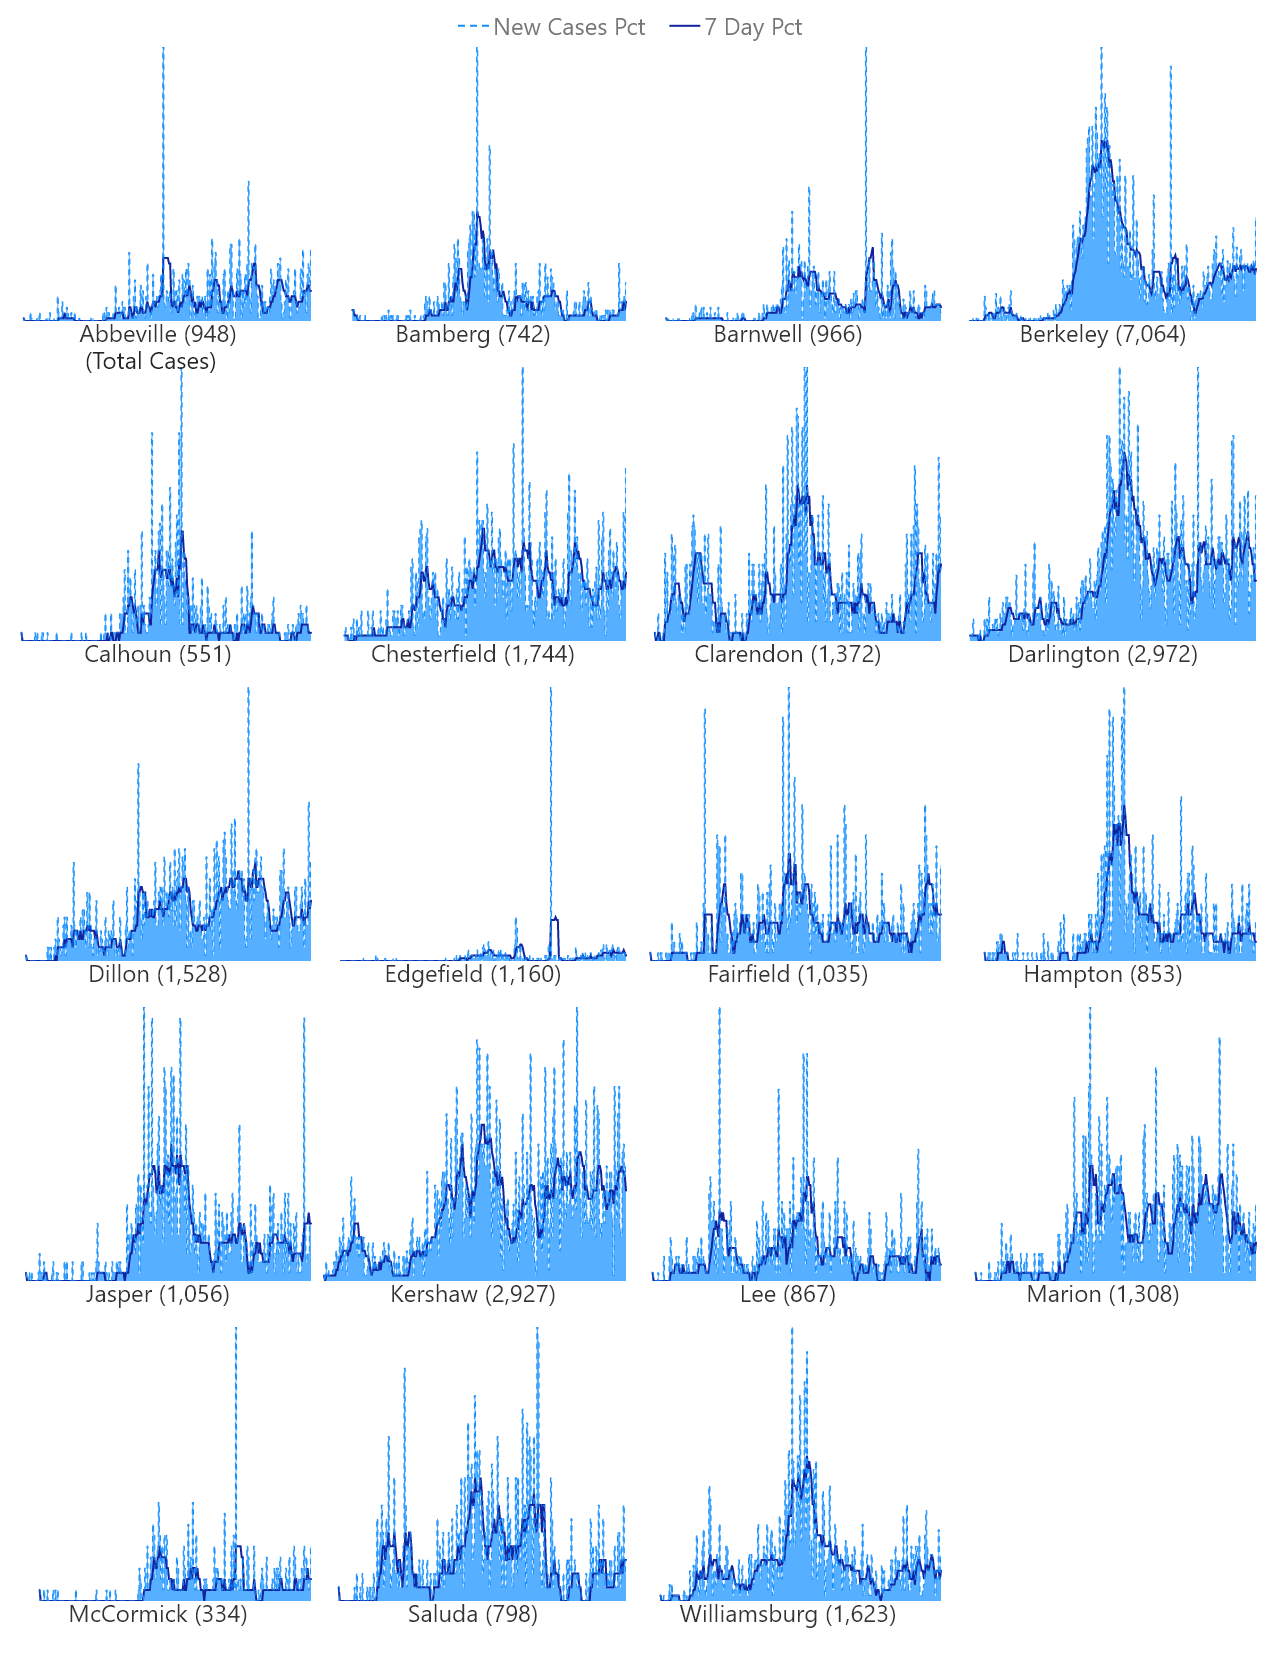 New Cases Pct 7 Day Pct
Abbeville (948)
(Total Cases)
Bamberg (742)
Barnwell (966)
Berkeley (7,064)
Calhoun (551)
Chesterfield (1,744)
Clarendon (1,372)
Darlington (2,972)
Dillon (1,528)
Edgefield (1,160)
Fairfield (1,035)
Hampton (853)
Jasper (1,056)
Kershaw (2,927)
Lee (867)
Marion (1,308)
McCormick (334)
Saluda (798)
Williamsburg (1,623)